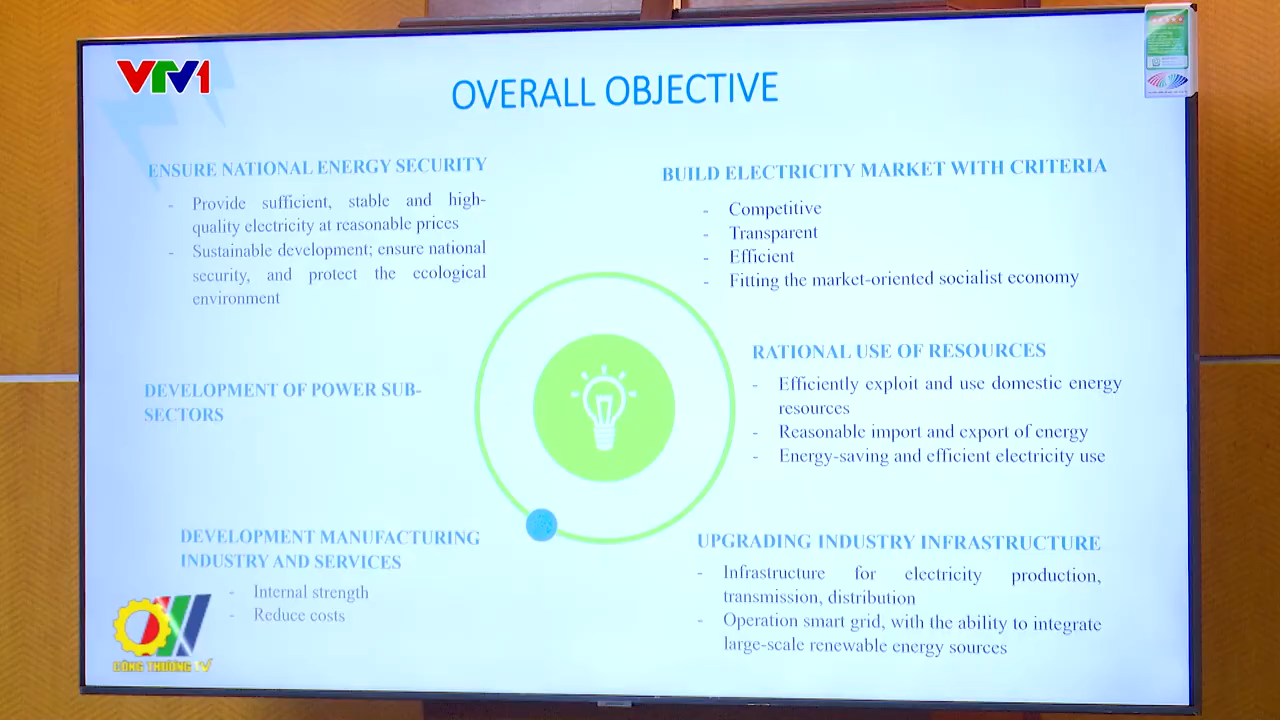 VTV1
OVERALL OBJECTIVE
ENSURE NATIONAL ENERGY SECURITY
- Provide sufficient, stable and high-
quality electricity at reasonable prices
- Sustainable development; ensure national
security, and protect the ecological
environment
DEVELOPMENT OF POWER SUB-
SECTORS
DEVELOPMENT MANUFACTURING
INDUSTRY AND SERVICES
- Internal strength
- Reduce costs
BUILD ELECTRICITY MARKET WITH CRITERIA
- Competitive
- Transparent
- Efficient
- Fitting the market-oriented socialist economy
RATIONAL USE OF RESOURCES
- Efficiently exploit and use domestic energy
resources
- Reasonable import and export of energy
- Energy-saving and efficient electricity use
UPGRADING INDUSTRY INFRASTRUCTURE
- Infrastructure for electricity production,
transmission, distribution
- Operation smart grid, with the ability to integrate
large-scale renewable energy sources
CÔNG THƯƠNG TV